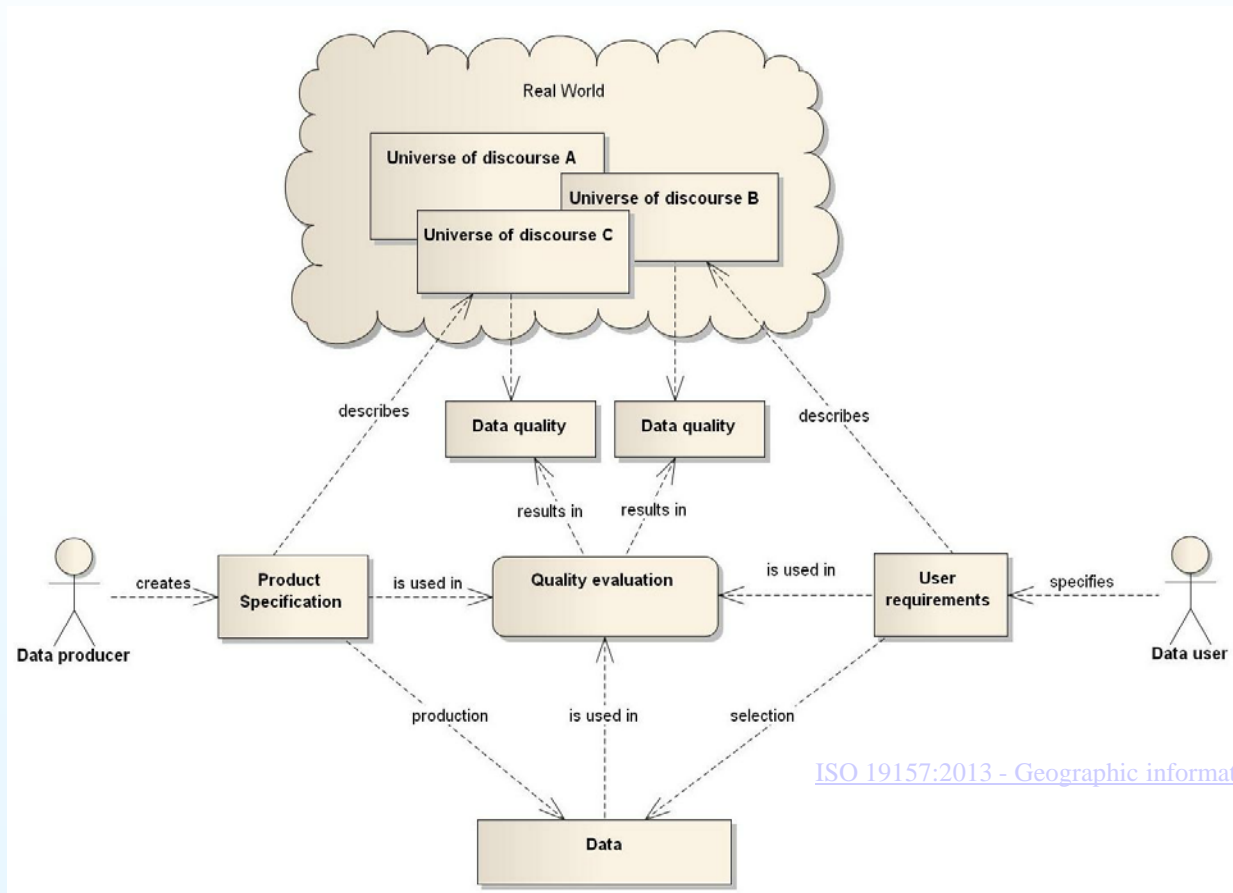 Real World
Universe of discourse A
Universe of discourse B
Universe of discourse C
describes
describes
Data quality
Data quality
results in
results in
creates
Product
Specification
is used in
Quality evaluation
is used in
User
requirements
specifies
Data producer
Data user
production
is used in
selection
ISO 19157:2013 - Geographic
Data